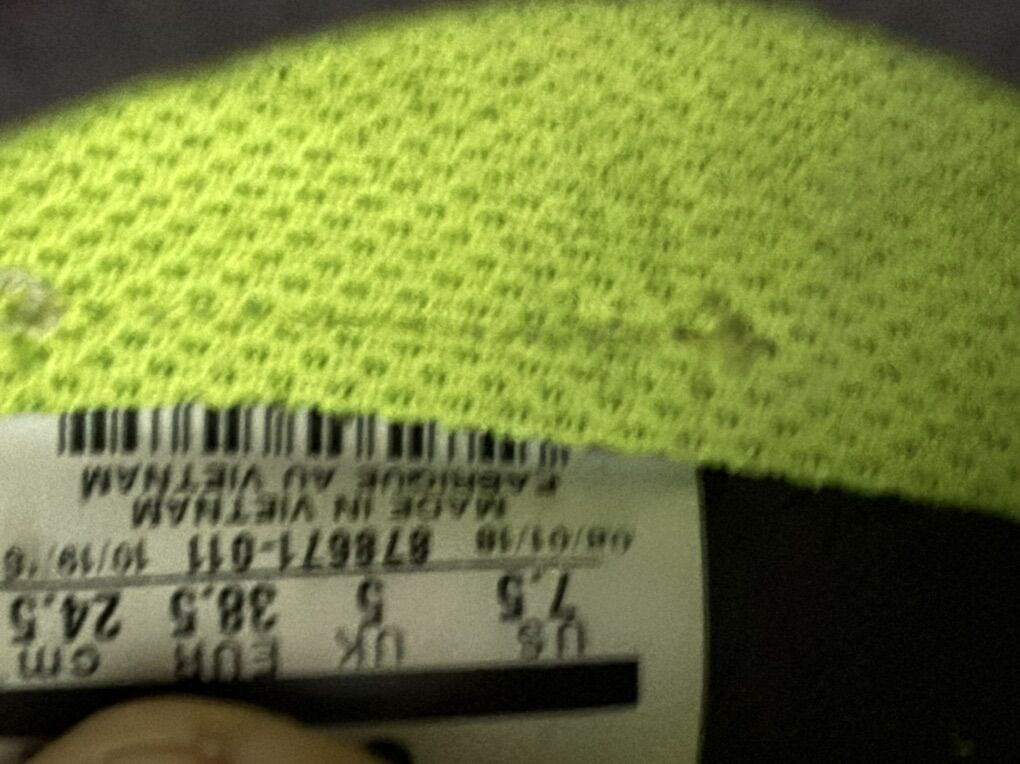 US UK EUR cm
7.5 5 38.5 24.5
08/01/18 878671-011 10/19/18
MADE IN VIETNAM
FABRIQUE AU VIETNAM